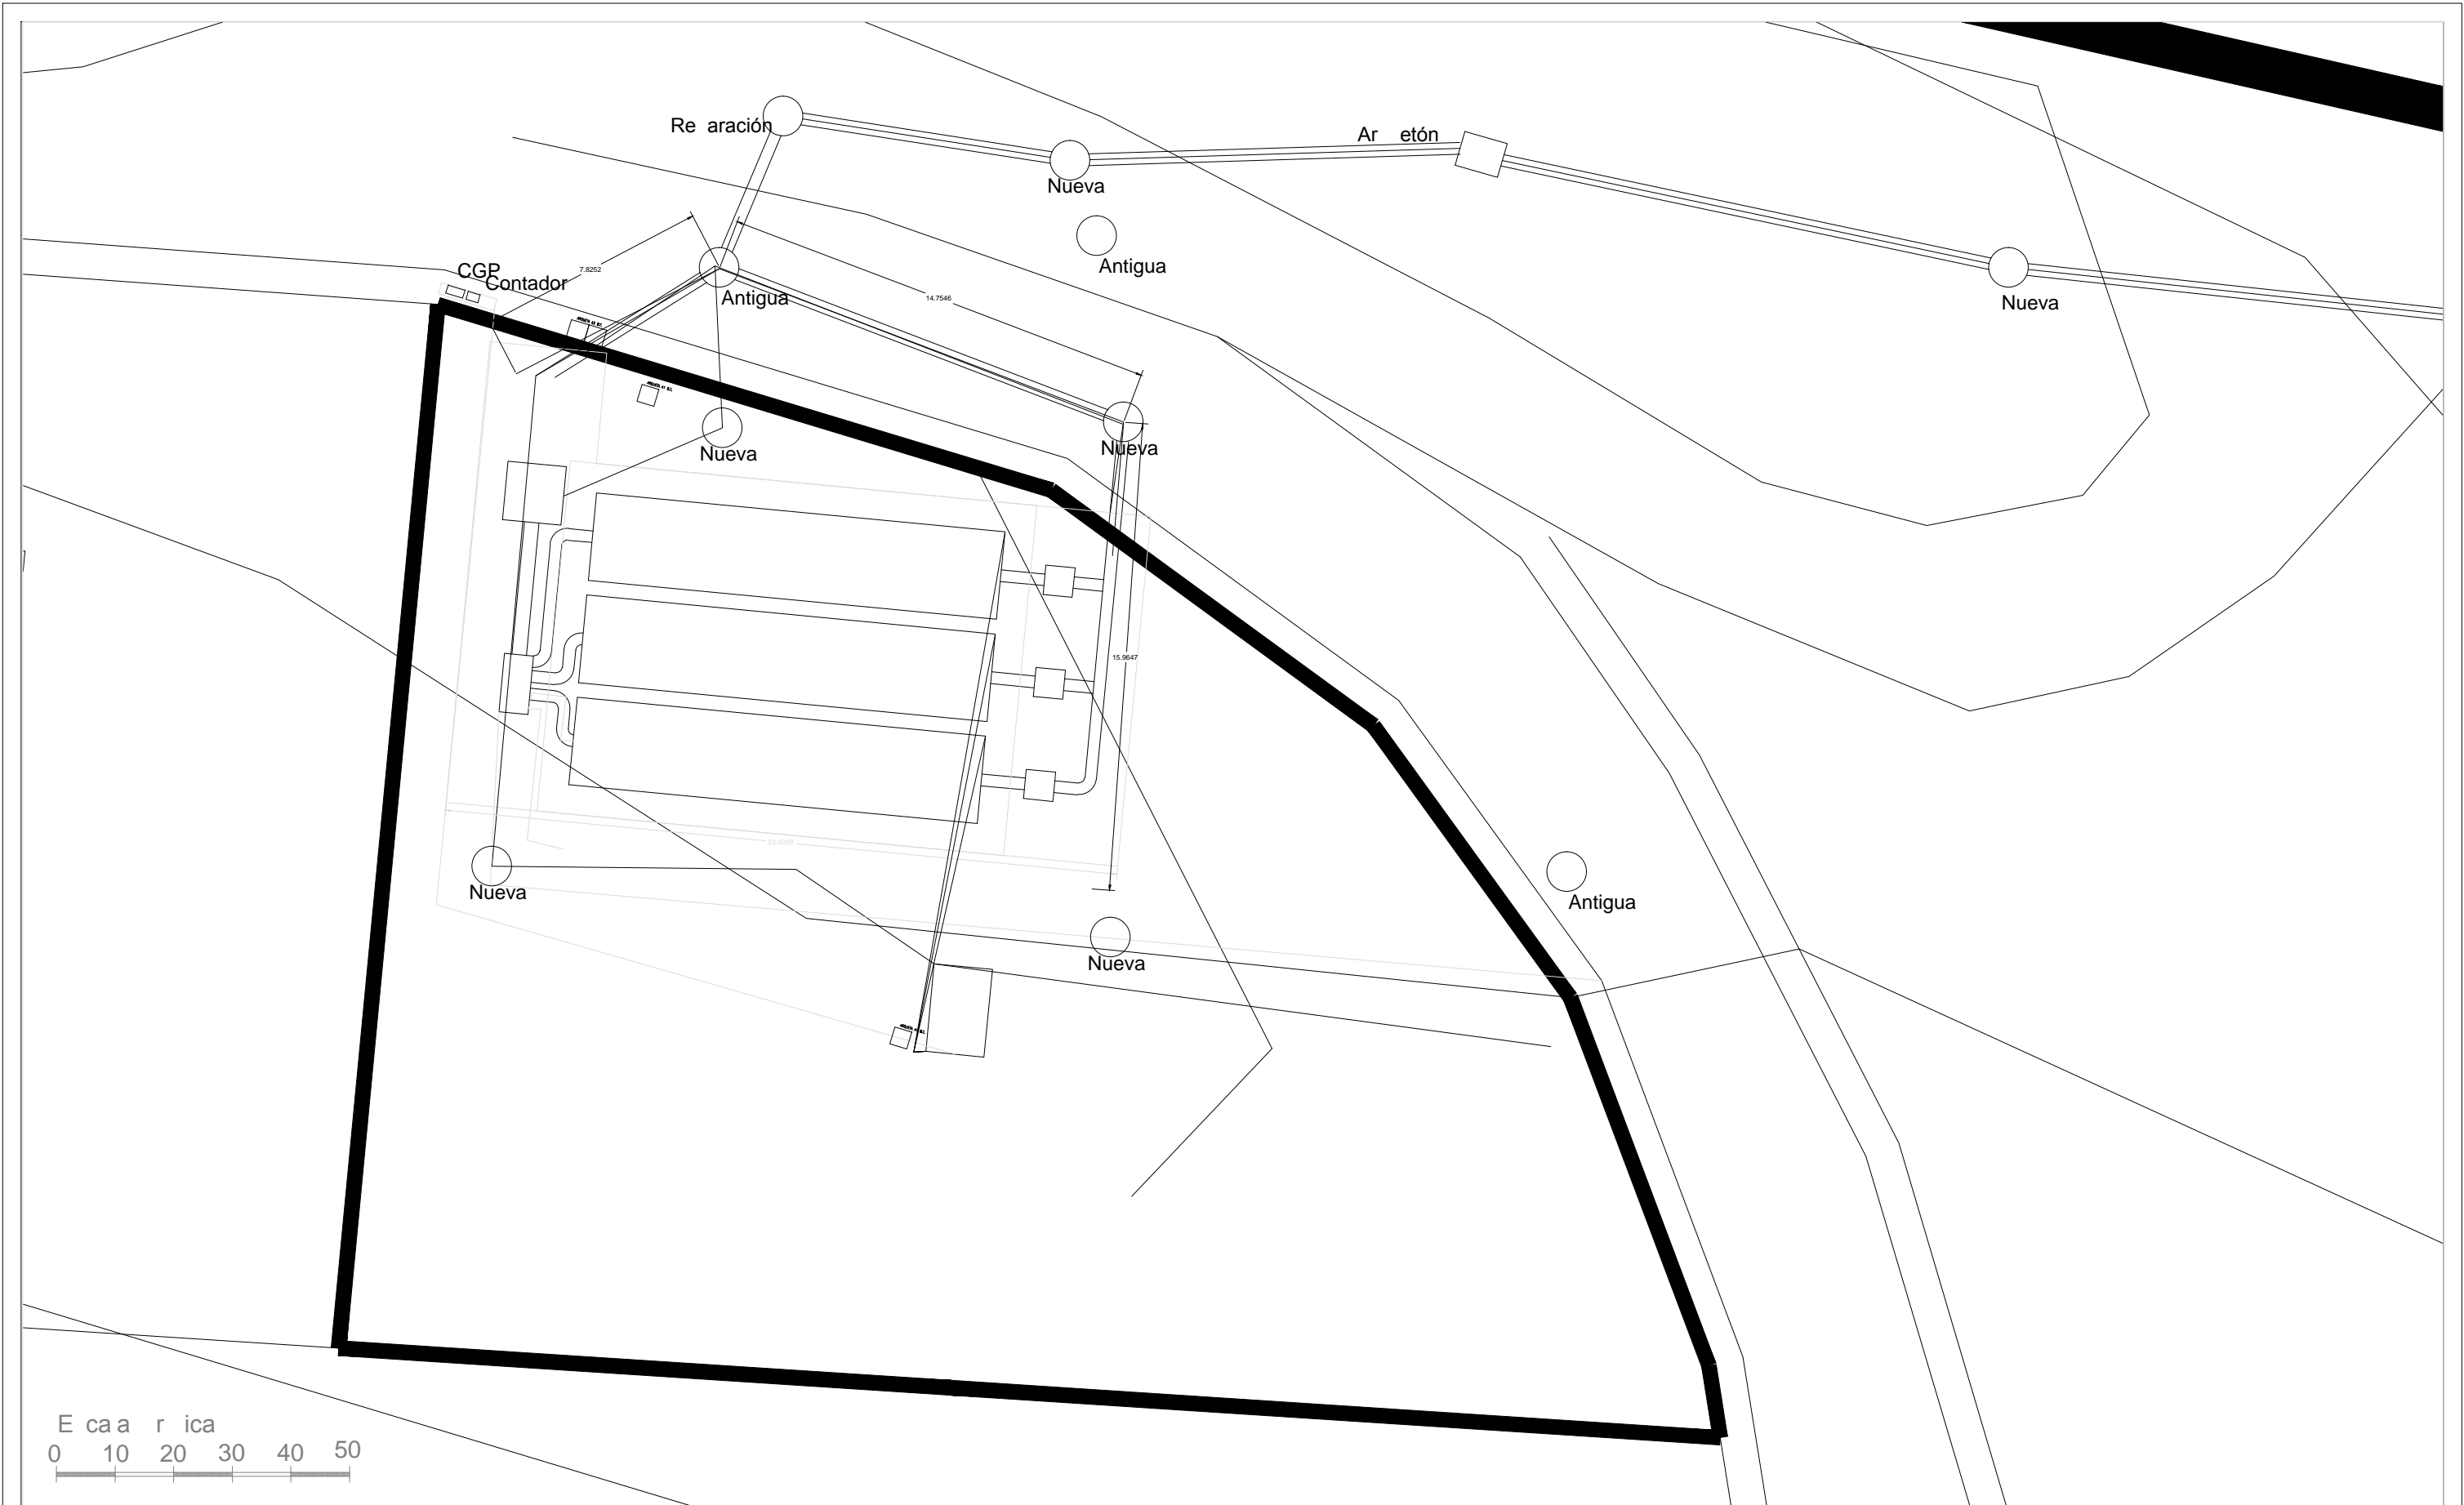 Re aración
Ar etón
Nueva
Antigua
CGP
Contador
7.8252
Antigua
14.7546
Nueva
Nueva
Nueva
15.9647
Nueva
Antigua
Nueva
E ca a r ica
0 10 20 30 40 50